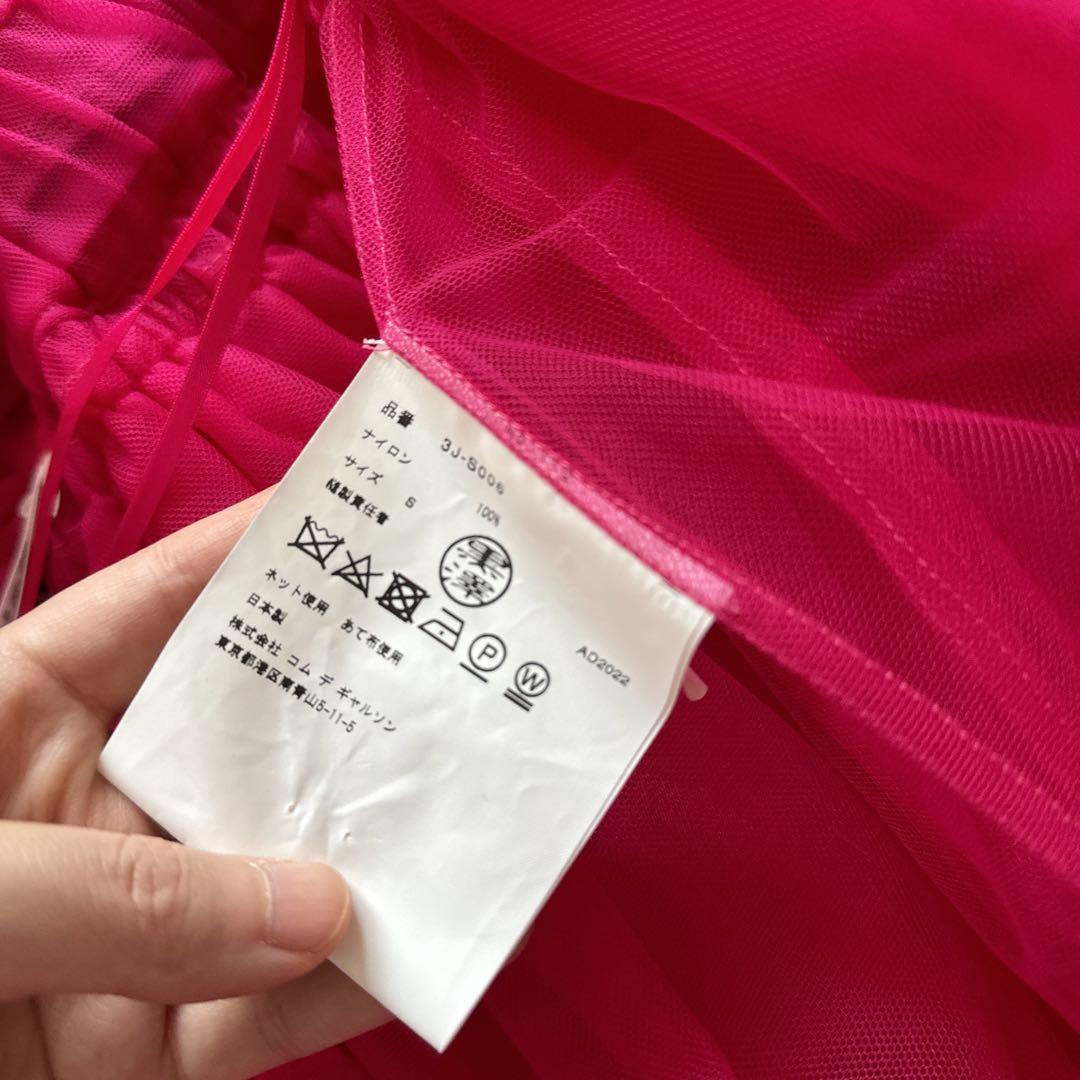 品番 3J-S006
ナイロン 100%
サイズ S
縫製責任者 黒澤
P W
ネット使用 あて布使用
日本製 AD2022
株式会社 コム デ ギャルソン
東京都港区南青山5-11-5